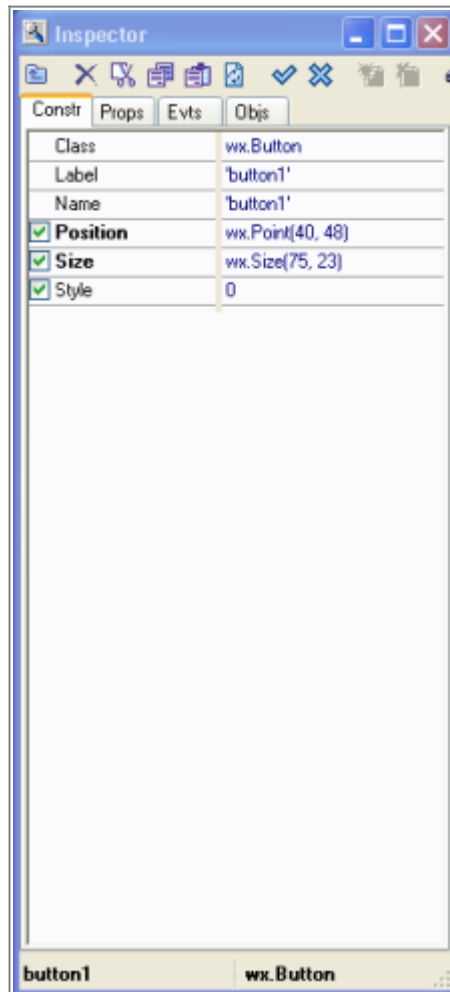 Inspector
Constr Props Evts Objs
Class wx.Button
Label 'button1'
Name 'button1'
Position wx.Point(40, 48)
Size wx.Size(75, 23)
Style 0
button1 wx.Button